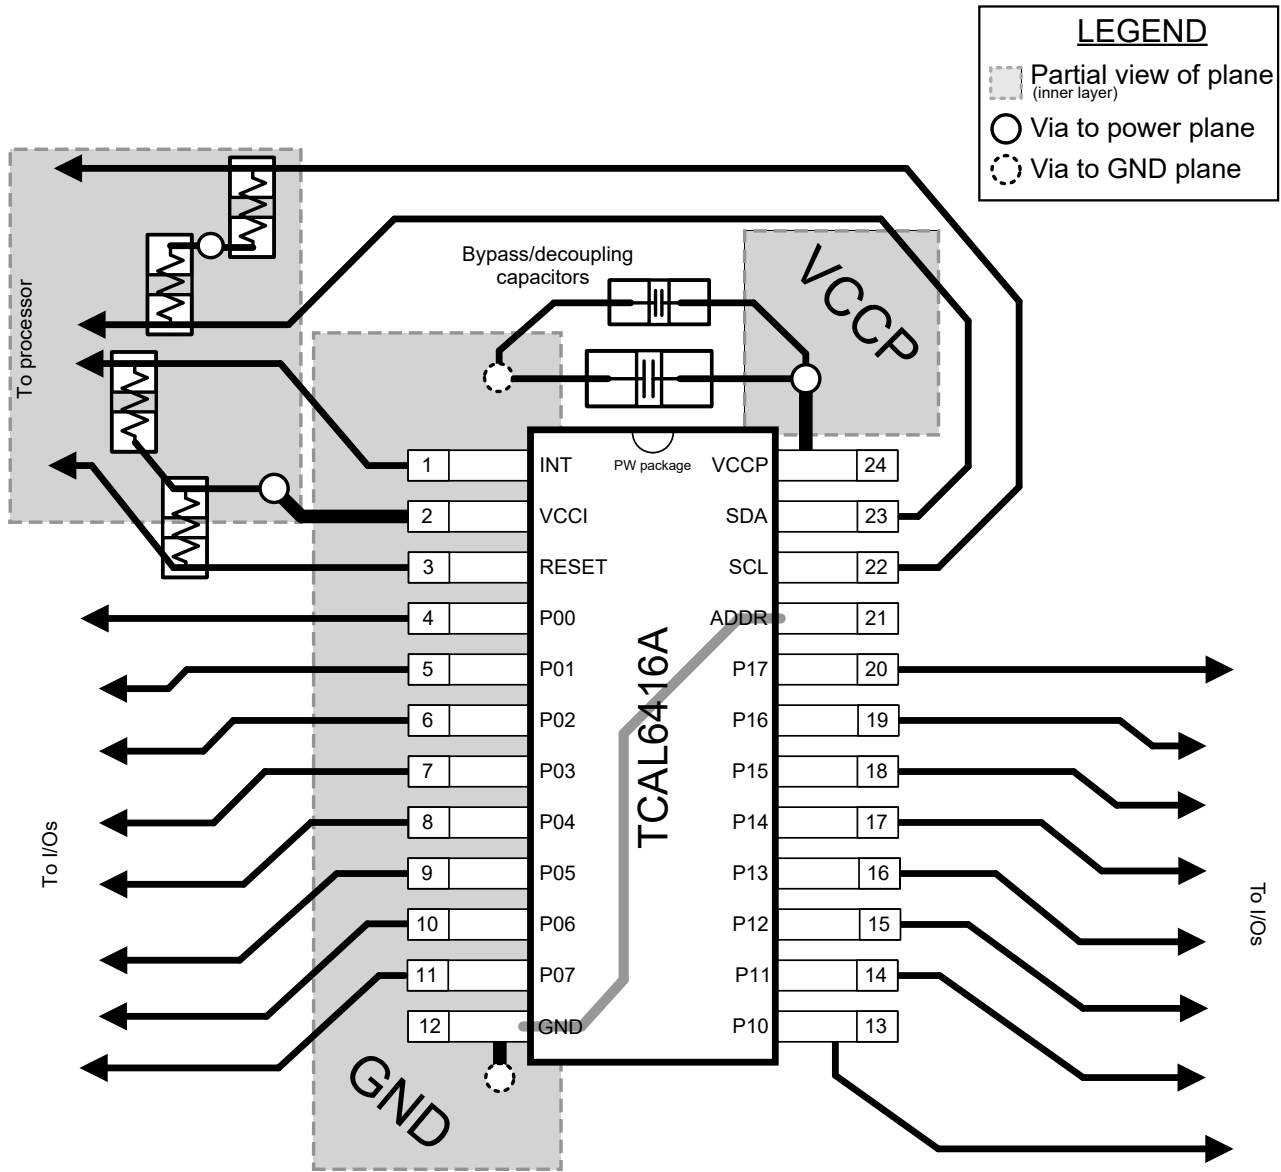 LEGEND
Partial view of plane
(inner layer)
Via to power plane
Via to GND plane
To processor
Bypass/decoupling
capacitors
VCCP
PW package
TCAL6416A
1 INT VCCP 24
2 VCCI SDA 23
3 RESET SCL 22
4 P00 ADDR 21
5 P01 P17 20
6 P02 P16 19
7 P03 P15 18
8 P04 P14 17
9 P05 P13 16
10 P06 P12 15
11 P07 P11 14
12 GND P10 13
To I/Os
To I/Os
GND